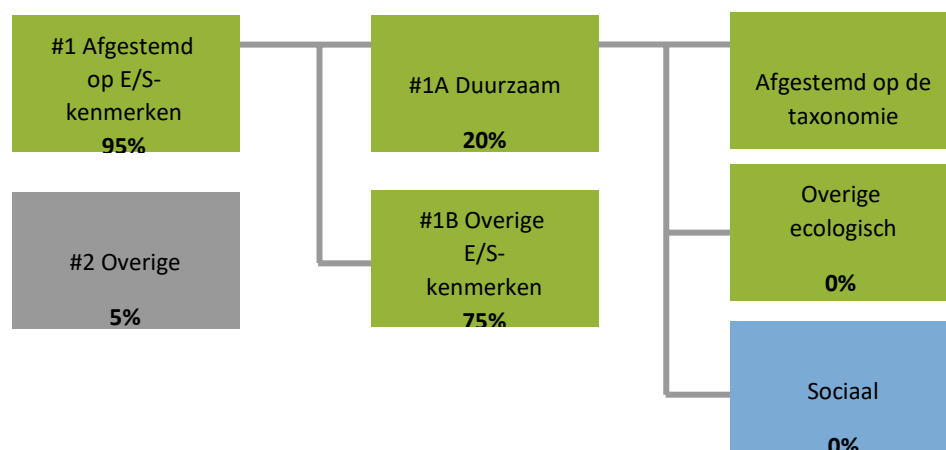 #1 Afgestemd
op E/S-
kenmerken
95%
#1A Duurzaam
20%
Afgestemd op de
taxonomie
#2 Overige
5%
#1B Overige
E/S-
kenmerken
75%
Overige
ecologisch
0%
Sociaal
0%